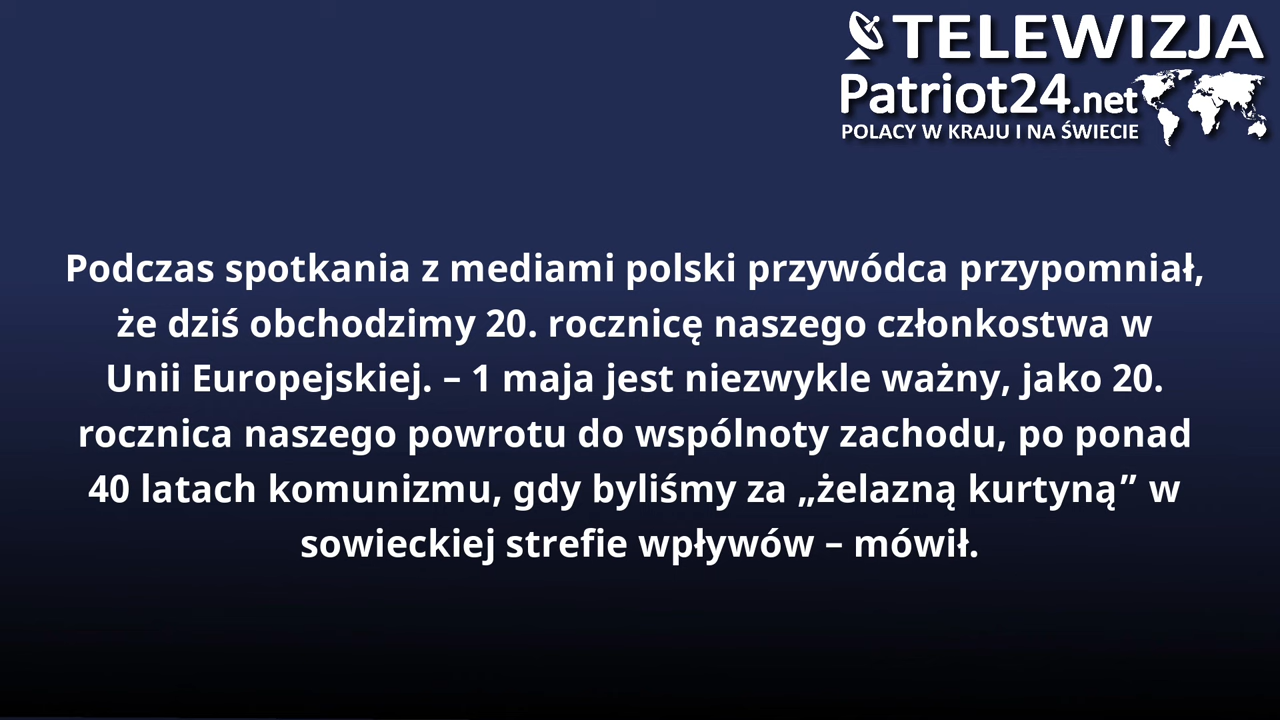 TELEWIZJA
Patriot24.net
POLACY W KRAJU I NA ŚWIECIE
Podczas spotkania z mediami polski przywódca przypomniał,
że dziś obchodzimy 20. rocznicę naszego członkostwa w
Unii Europejskiej. – 1 maja jest niezwykle ważny, jako 20.
rocznica naszego powrotu do wspólnoty zachodu, po ponad
40 latach komunizmu, gdy byliśmy za „żelazną kurtyną” w
sowieckiej strefie wpływów – mówił.